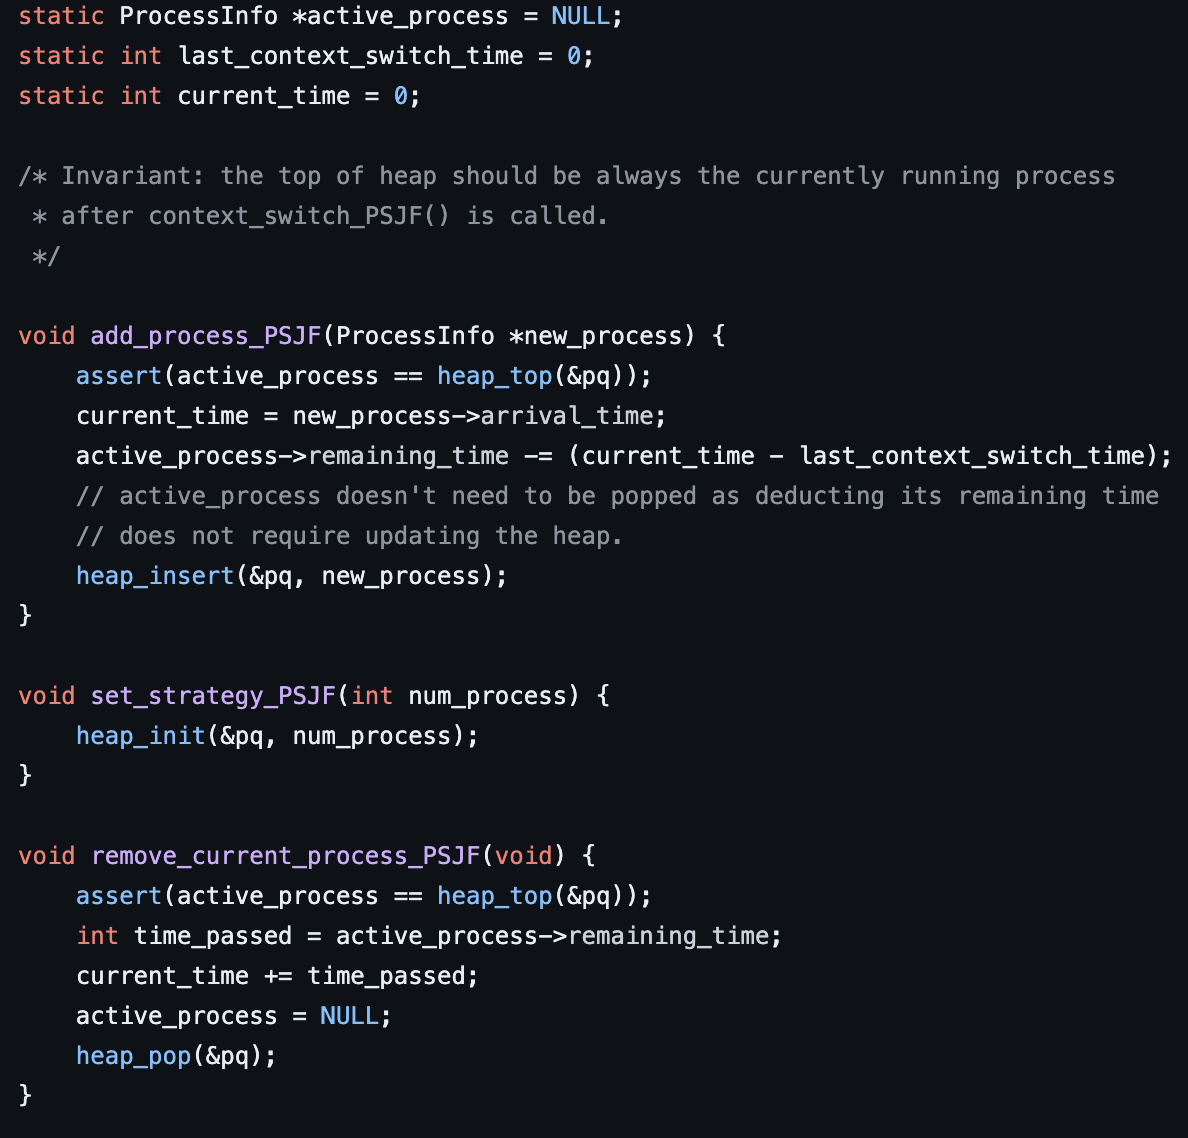 static ProcessInfo *active_process = NULL;
static int last_context_switch_time = 0;
static int current_time = 0;

/* Invariant: the top of heap should be always the currently running process
 * after context_switch_PSJF() is called.
 */

void add_process_PSJF(ProcessInfo *new_process) {
    assert(active_process == heap_top(&pq));
    current_time = new_process->arrival_time;
    active_process->remaining_time -= (current_time - last_context_switch_time);
    // active_process doesn't need to be popped as deducting its remaining time
    // does not require updating the heap.
    heap_insert(&pq, new_process);
}

void set_strategy_PSJF(int num_process) {
    heap_init(&pq, num_process);
}

void remove_current_process_PSJF(void) {
    assert(active_process == heap_top(&pq));
    int time_passed = active_process->remaining_time;
    current_time += time_passed;
    active_process = NULL;
    heap_pop(&pq);
}